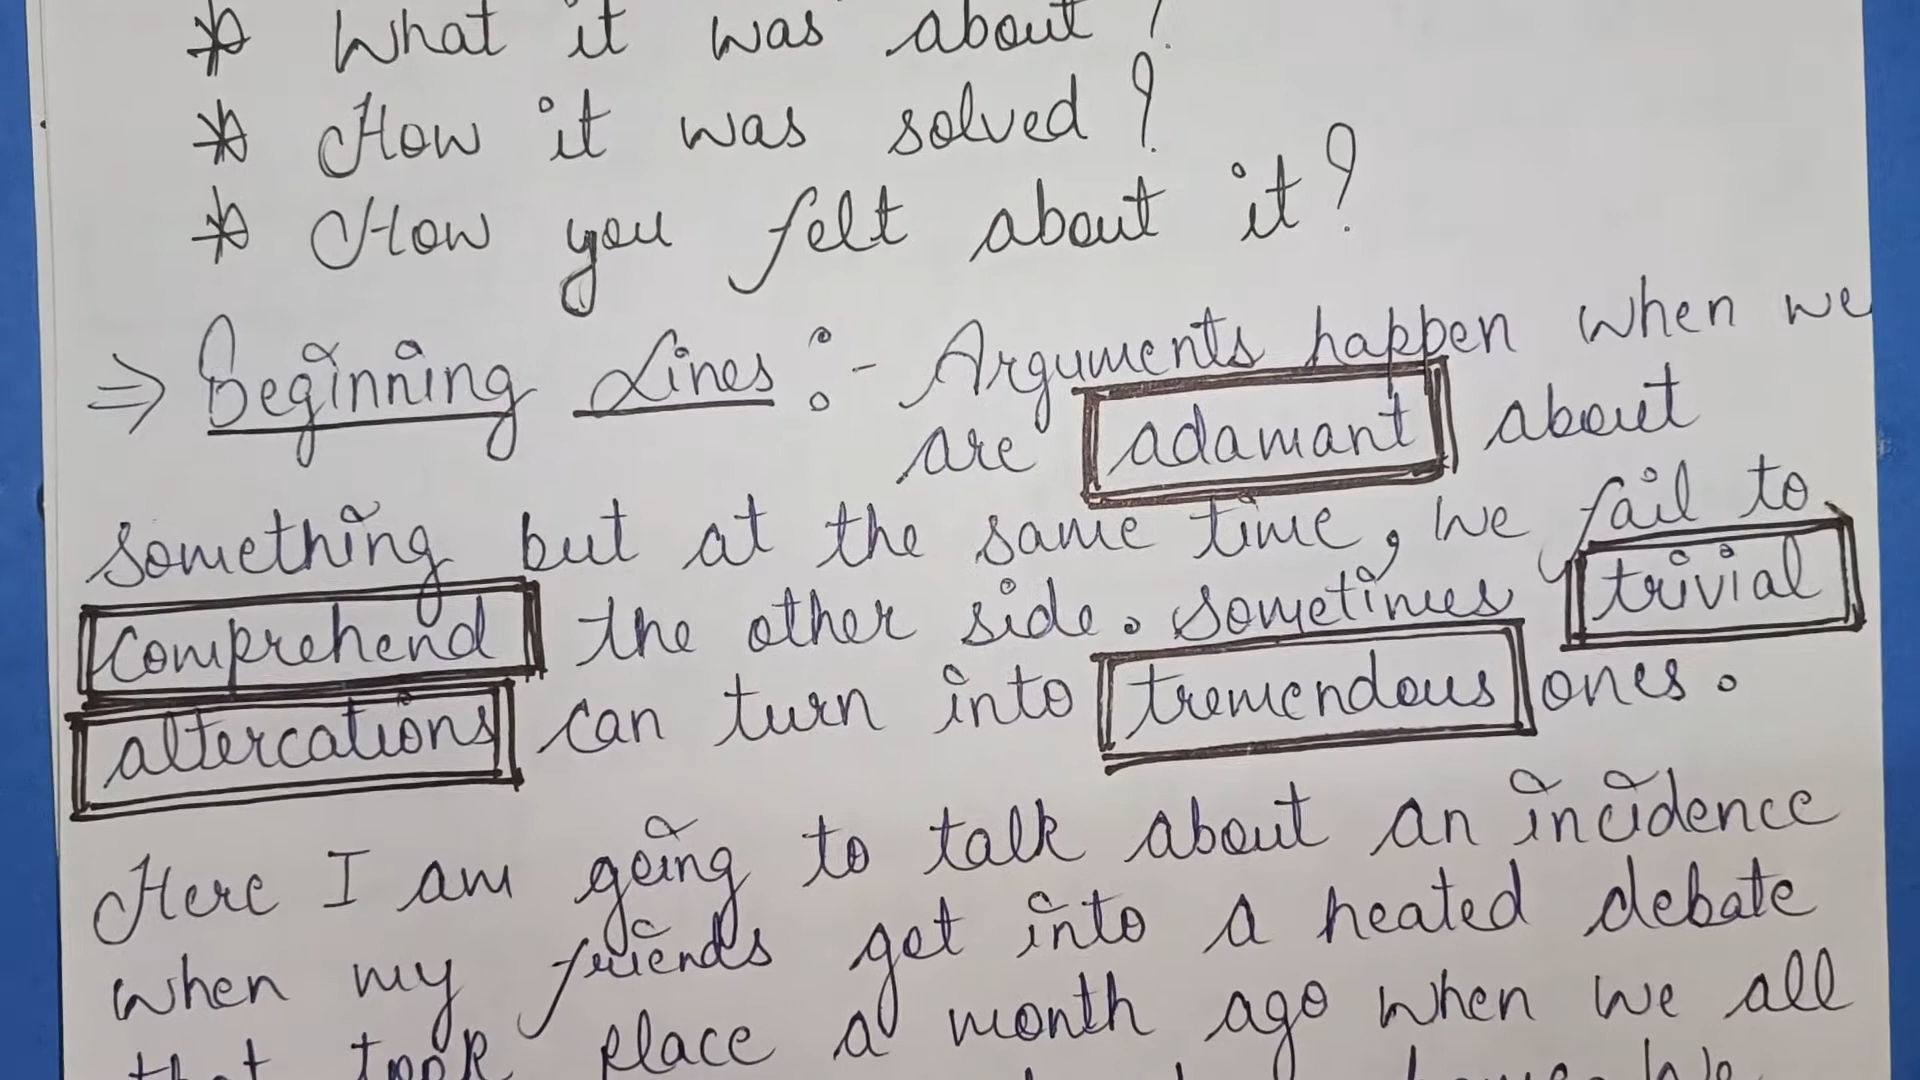 * What it was about?
* How it was solved?
* How you felt about it?
⇒ Beginning Lines :- Arguments happen when we
are adamant about
something but at the same time, we fail to
comprehend the other side. Sometimes trivial
altercations can turn into tremendous ones.
Here I am going to talk about an incidence
when my friends get into a heated debate
that took place a month ago when we all